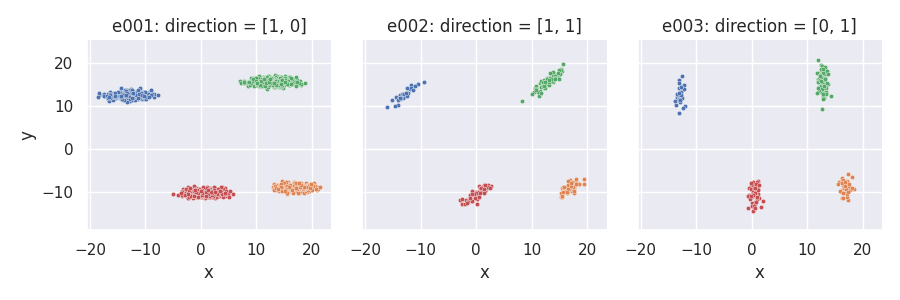 e001: direction = [1, 0]
e002: direction = [1, 1]
e003: direction = [0, 1]
20
10
0
−10
y
−20 −10 0 10 20
−20 −10 0 10 20
−20 −10 0 10 20
x
x
x